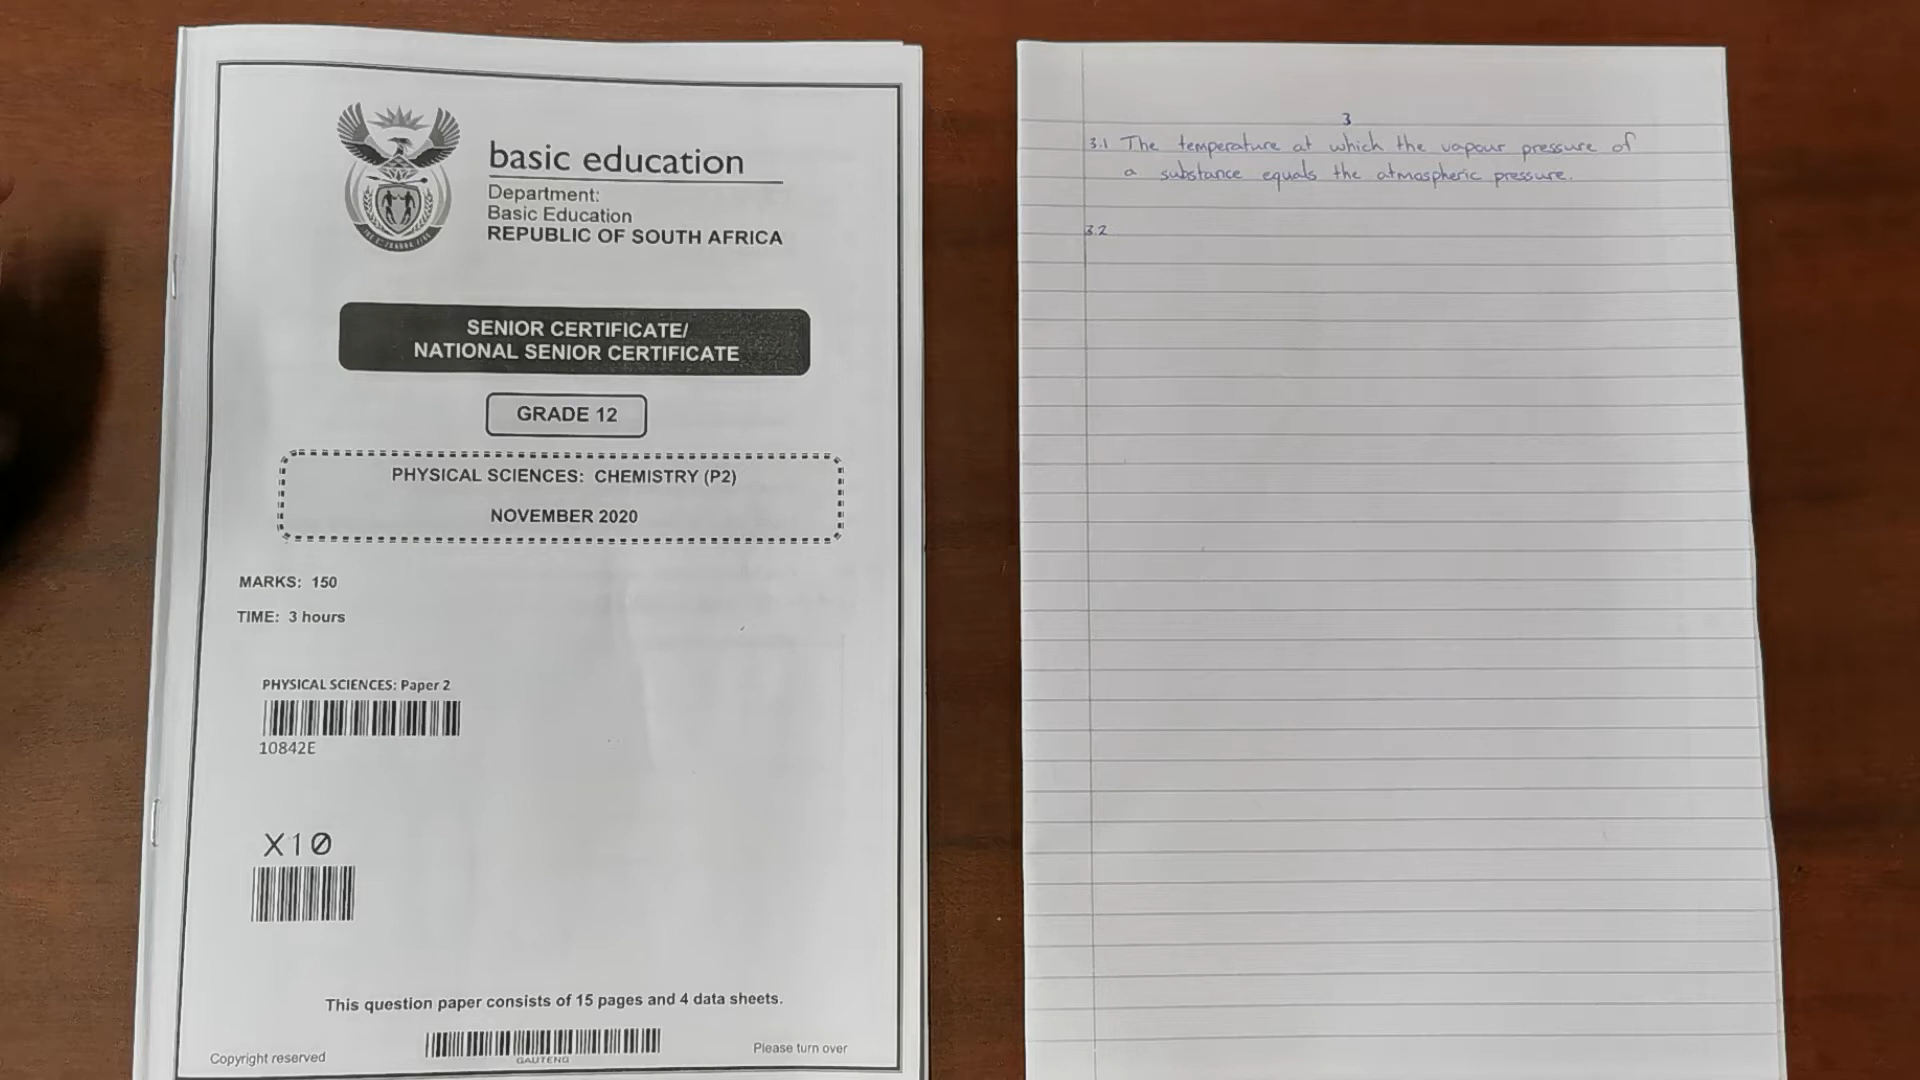 basic education
Department:
Basic Education
REPUBLIC OF SOUTH AFRICA
SENIOR CERTIFICATE/
NATIONAL SENIOR CERTIFICATE
GRADE 12
PHYSICAL SCIENCES: CHEMISTRY (P2)
NOVEMBER 2020
MARKS: 150
TIME: 3 hours
PHYSICAL SCIENCES: Paper 2
10842E
X10
This question paper consists of 15 pages and 4 data sheets.
GAUTENG
Copyright reserved
Please turn over
3
3.1 The temperature at which the vapour pressure of
a substance equals the atmospheric pressure.
3.2